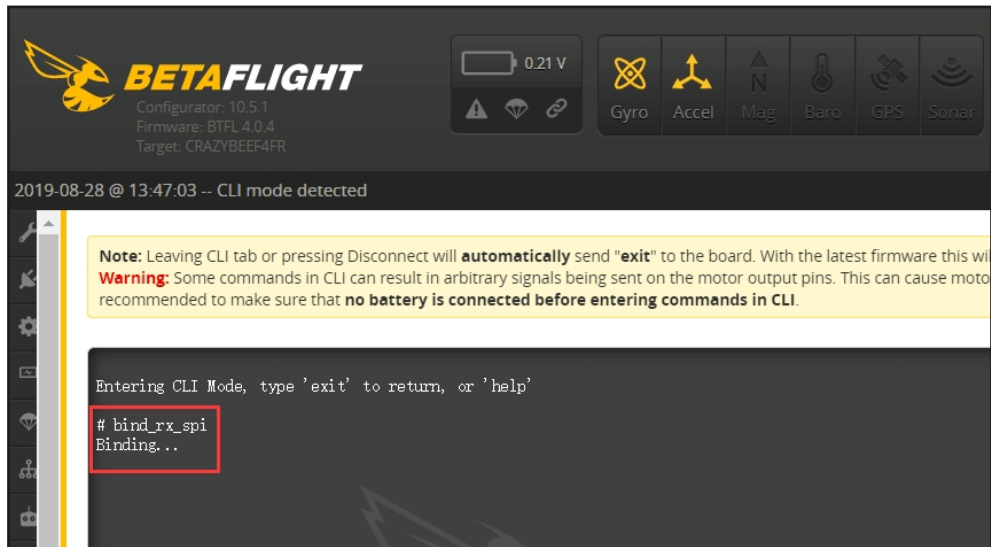 BETAFLIGHT
Configurator: 10.5.1
Firmware: BTFL 4.0.4
Target: CRAZYBEEF4FR
0.21 V
Gyro
Accel
Mag
Baro
GPS
Sonar
2019-08-28 @ 13:47:03 -- CLI mode detected
Note: Leaving CLI tab or pressing Disconnect will automatically send "exit" to the board. With the latest firmware this wi
Warning: Some commands in CLI can result in arbitrary signals being sent on the motor output pins. This can cause moto
recommended to make sure that no battery is connected before entering commands in CLI.
Entering CLI Mode, type 'exit' to return, or 'help'
# bind_rx_spi
Binding...